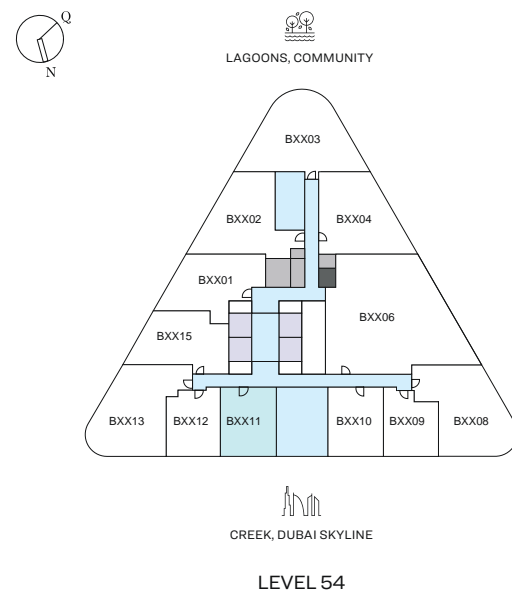 Q
N
LAGOONS, COMMUNITY
BXX03
BXX02
BXX04
BXX01
BXX06
BXX15
BXX13
BXX12
BXX11
BXX10
BXX09
BXX08
CREEK, DUBAI SKYLINE
LEVEL 54